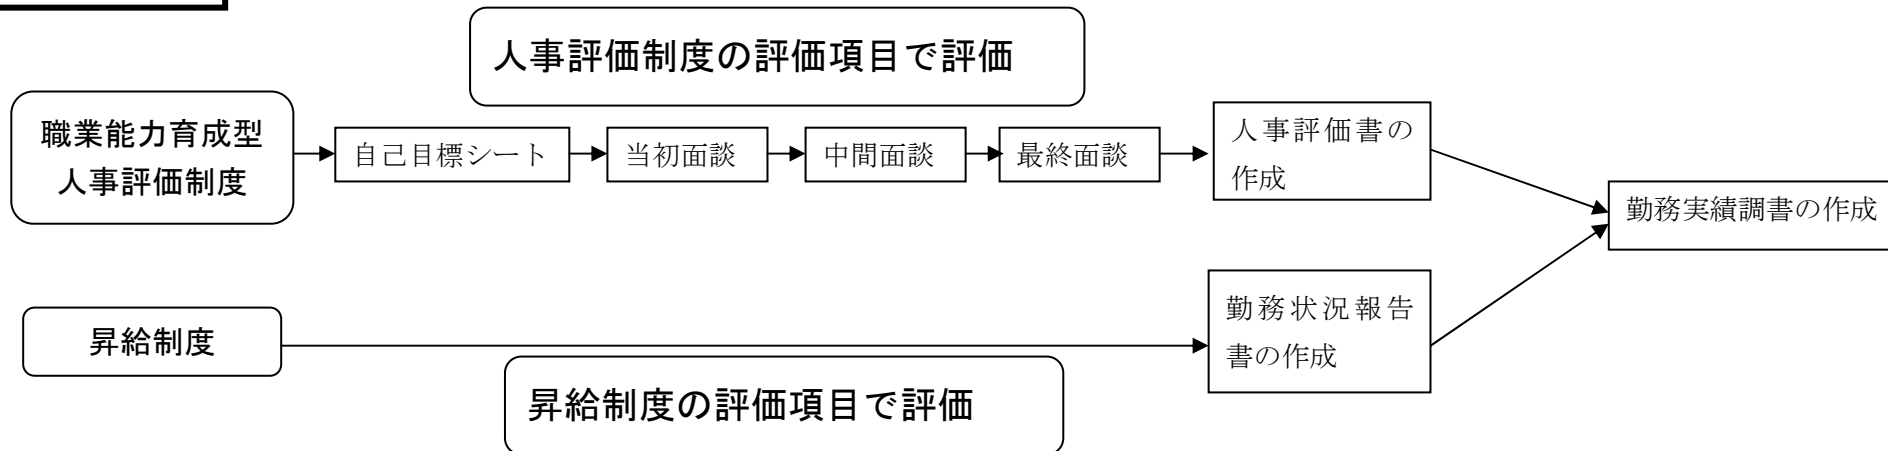 人事評価制度の評価項目で評価
職業能力育成型
人事評価制度
自己目標シート
当初面談
中間面談
最終面談
人事評価書の
作成
勤務実績調書の作成
昇給制度
勤務状況報告
書の作成
昇給制度の評価項目で評価